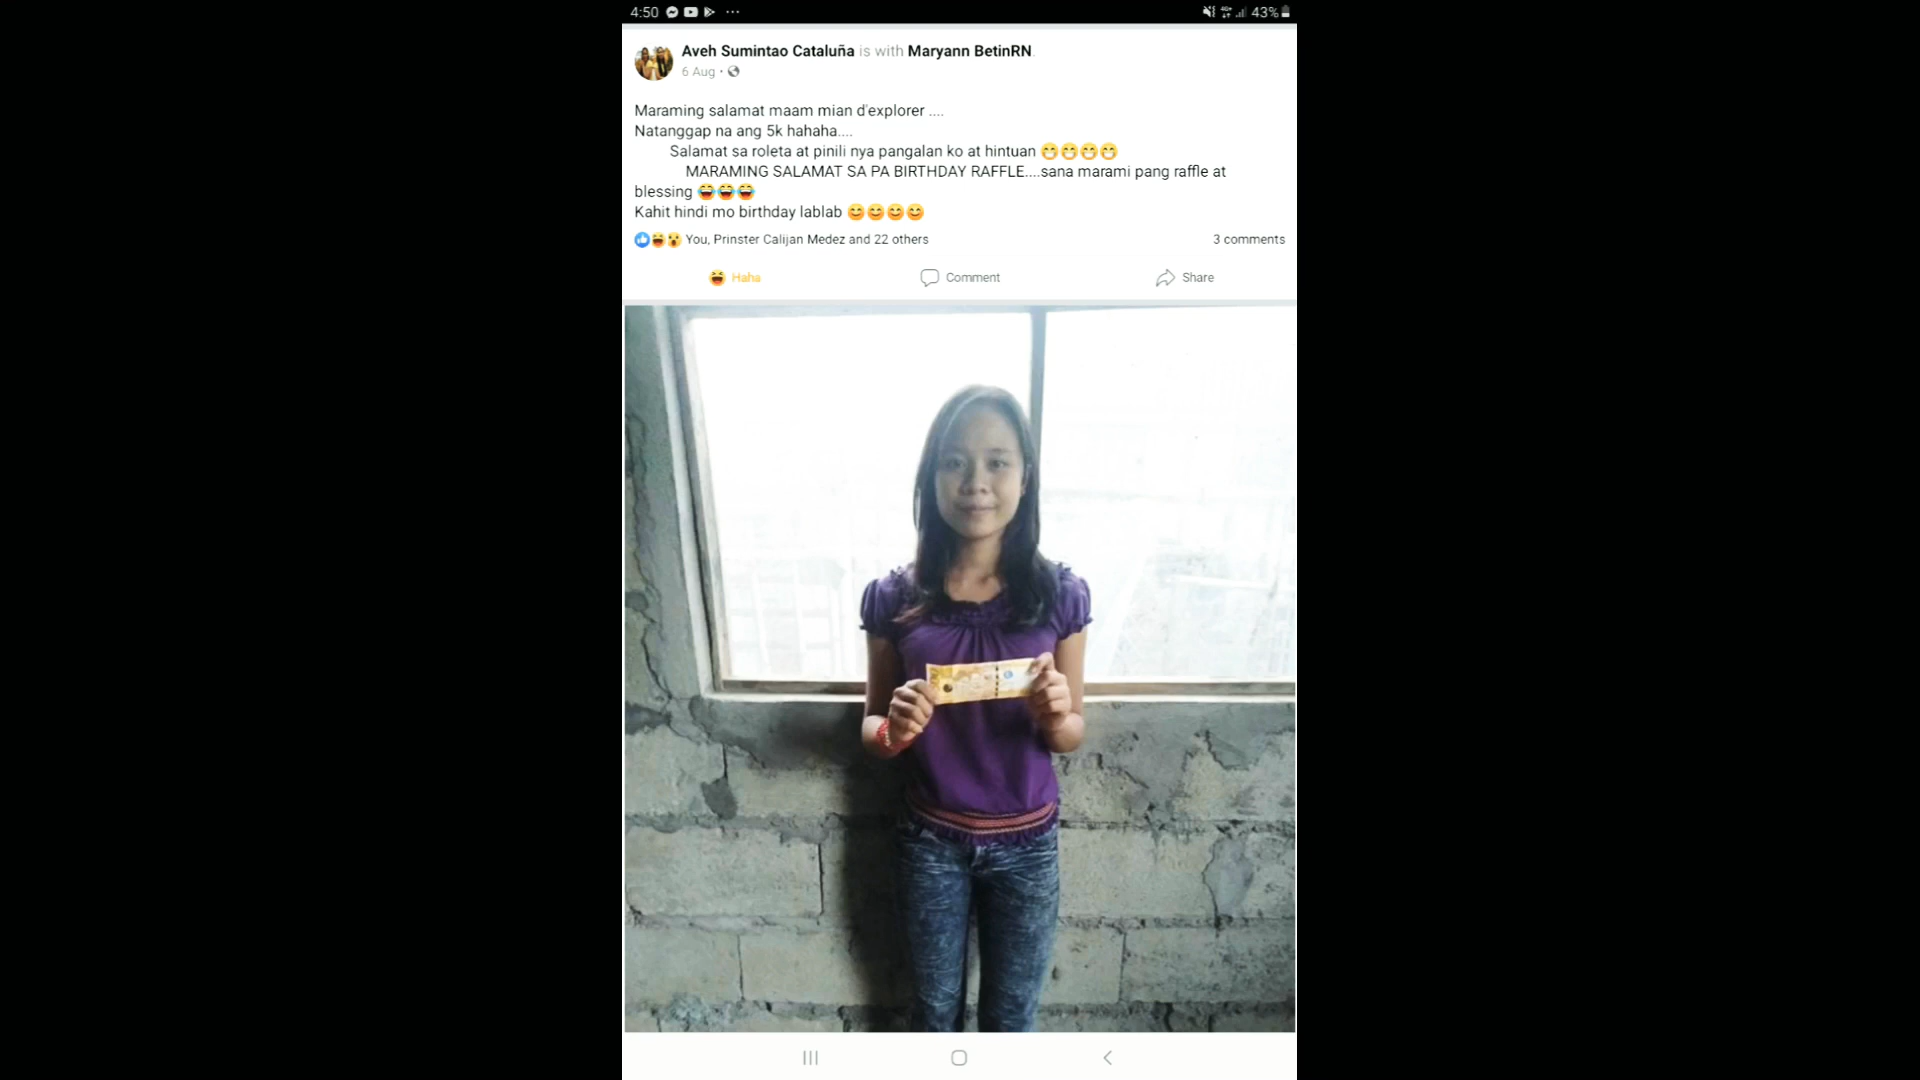 4:50 43%
Aveh Sumintao Cataluña is with Maryann BetinRN.
6 Aug
Maraming salamat maam mian d'explorer ....
Natanggap na ang 5k hahaha....
Salamat sa roleta at pinili nya pangalan ko at hintuan 😁😁😁😁
MARAMING SALAMAT SA PA BIRTHDAY RAFFLE....sana marami pang raffle at
blessing 😂😂😂
Kahit hindi mo birthday lablab 😊😊😊😊
You, Prinster Calijan Medez and 22 others 3 comments
Haha Comment Share